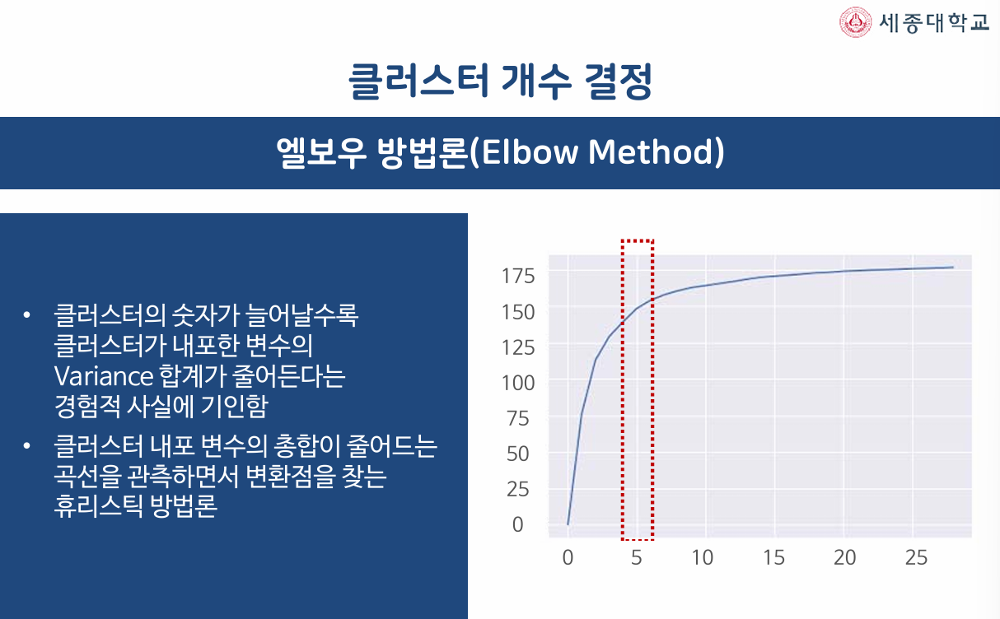 세종대학교
클러스터 개수 결정
엘보우 방법론(Elbow Method)
• 클러스터의 숫자가 늘어날수록
클러스터가 내포한 변수의
Variance 합계가 줄어든다는
경험적 사실에 기인함
• 클러스터 내포 변수의 총합이 줄어드는
곡선을 관측하면서 변환점을 찾는
휴리스틱 방법론
175
150
125
100
75
50
25
0
0 5 10 15 20 25